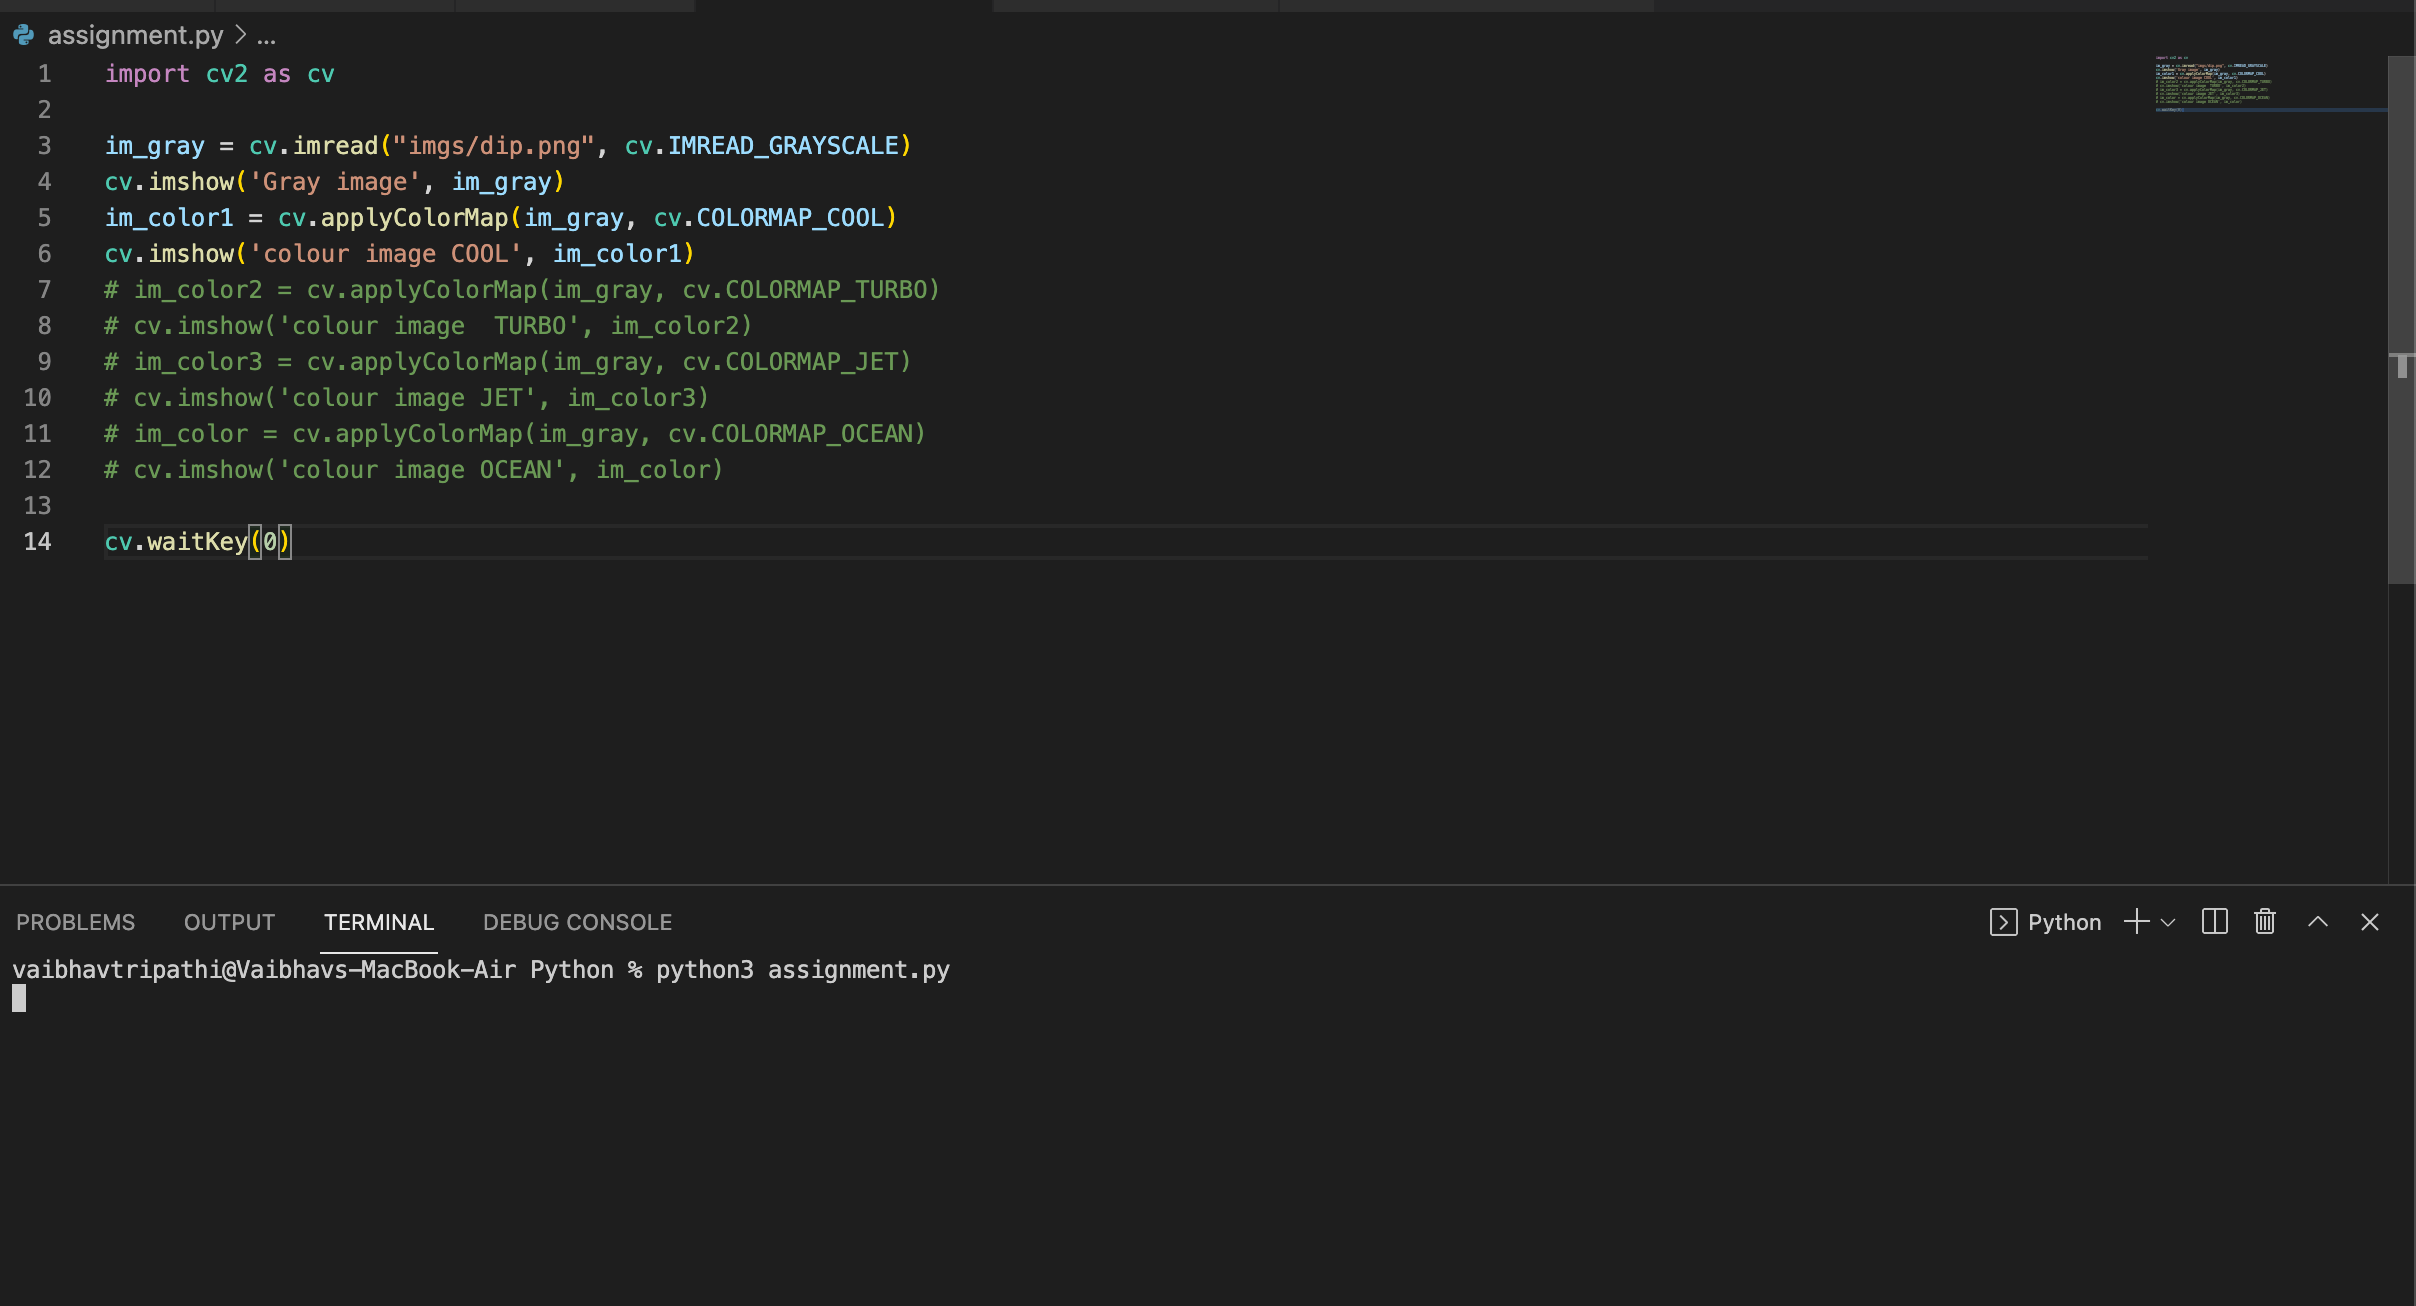 assignment.py > ...
1 import cv2 as cv
2
3 im_gray = cv.imread("imgs/dip.png", cv.IMREAD_GRAYSCALE)
4 cv.imshow('Gray image', im_gray)
5 im_color1 = cv.applyColorMap(im_gray, cv.COLORMAP_COOL)
6 cv.imshow('colour image COOL', im_color1)
7 # im_color2 = cv.applyColorMap(im_gray, cv.COLORMAP_TURBO)
8 # cv.imshow('colour image  TURBO', im_color2)
9 # im_color3 = cv.applyColorMap(im_gray, cv.COLORMAP_JET)
10 # cv.imshow('colour image JET', im_color3)
11 # im_color = cv.applyColorMap(im_gray, cv.COLORMAP_OCEAN)
12 # cv.imshow('colour image OCEAN', im_color)
13
14 cv.waitKey(0)
PROBLEMS OUTPUT TERMINAL DEBUG CONSOLE Python
vaibhavtripathi@Vaibhavs-MacBook-Air Python % python3 assignment.py